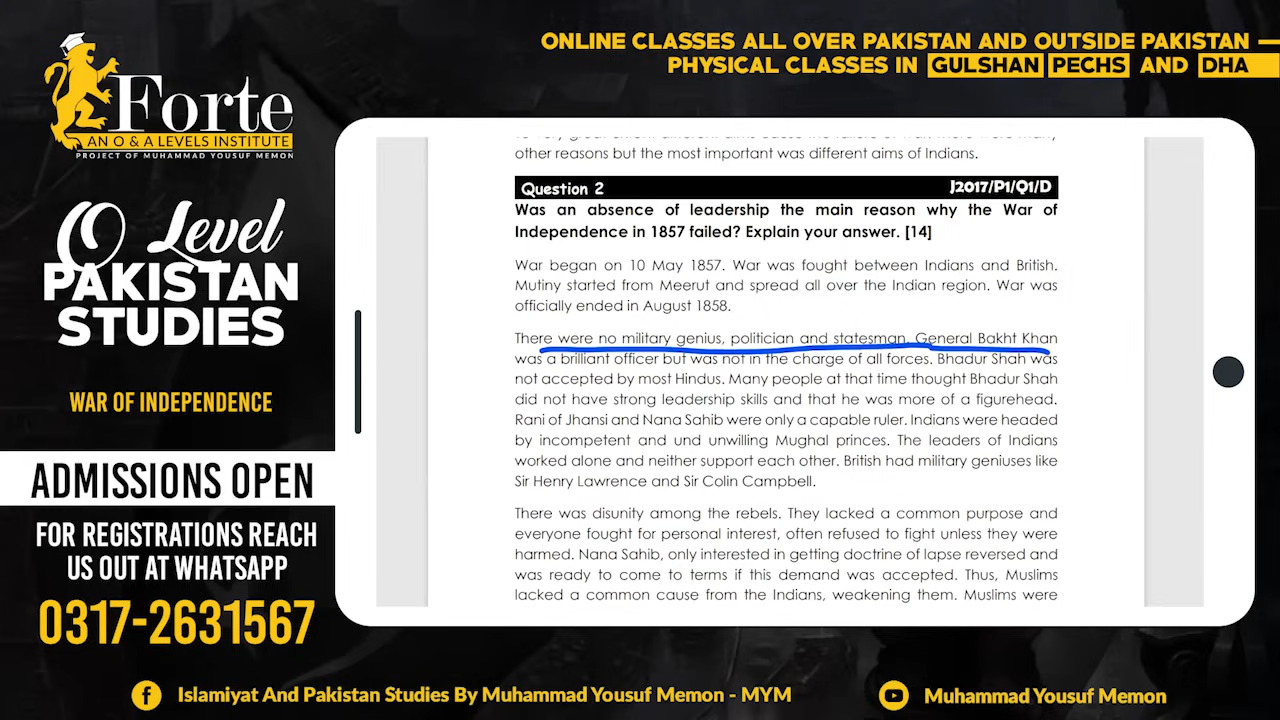 Forte
AN O & A LEVELS INSTITUTE
PROJECT OF MUHAMMAD YOUSUF MEMON
O Level
PAKISTAN
STUDIES
WAR OF INDEPENDENCE
ADMISSIONS OPEN
FOR REGISTRATIONS REACH
US OUT AT WHATSAPP
0317-2631567
ONLINE CLASSES ALL OVER PAKISTAN AND OUTSIDE PAKISTAN
PHYSICAL CLASSES IN GULSHAN PECHS AND DHA
other reasons but the most important was different aims of Indians.
Question 2 J2017/P1/Q1/D
Was an absence of leadership the main reason why the War of
Independence in 1857 failed? Explain your answer. [14]
War began on 10 May 1857. War was fought between Indians and British.
Mutiny started from Meerut and spread all over the Indian region. War was
officially ended in August 1858.
There were no military genius, politician and statesman. General Bakht Khan
was a brilliant officer but was not in the charge of all forces. Bhadur Shah was
not accepted by most Hindus. Many people at that time thought Bhadur Shah
did not have strong leadership skills and that he was more of a figurehead.
Rani of Jhansi and Nana Sahib were only a capable ruler. Indians were headed
by incompetent and und unwilling Mughal princes. The leaders of Indians
worked alone and neither support each other. British had military geniuses like
Sir Henry Lawrence and Sir Colin Campbell.
There was disunity among the rebels. They lacked a common purpose and
everyone fought for personal interest, often refused to fight unless they were
harmed. Nana Sahib, only interested in getting doctrine of lapse reversed and
was ready to come to terms if this demand was accepted. Thus, Muslims
lacked a common cause from the Indians, weakening them. Muslims were
Islamiyat And Pakistan Studies By Muhammad Yousuf Memon - MYM
Muhammad Yousuf Memon